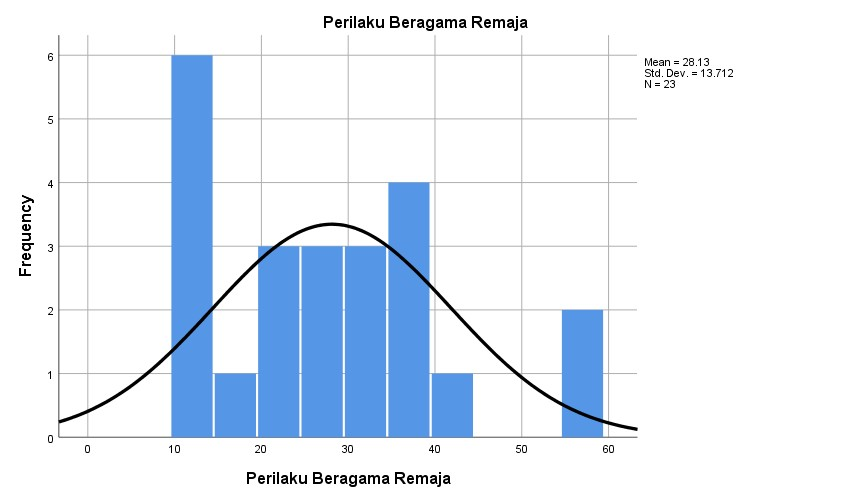 Perilaku Beragama Remaja
Mean = 28.13
Std. Dev. = 13.712
N = 23
Frequency
6
5
4
3
2
1
0
0 10 20 30 40 50 60
Perilaku Beragama Remaja